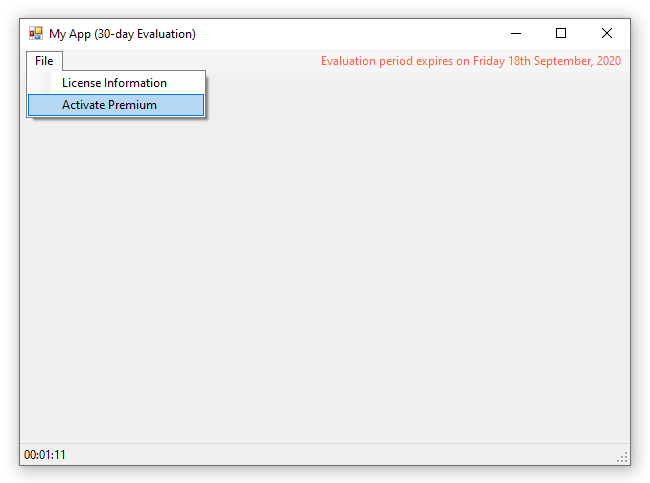 My App (30-day Evaluation)
File
Evaluation period expires on Friday 18th September, 2020
License Information
Activate Premium
00:01:11